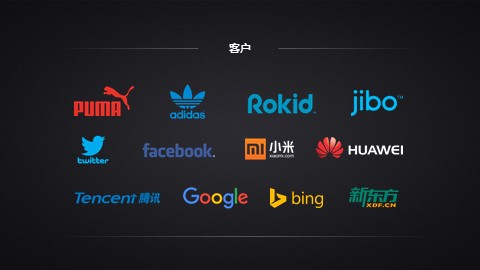 客户
PUMA adidas Rokid jibo™
twitter facebook. 小米 xiaomi.com HUAWEI
Tencent 腾讯 Google bing 新东方 XDF.CN